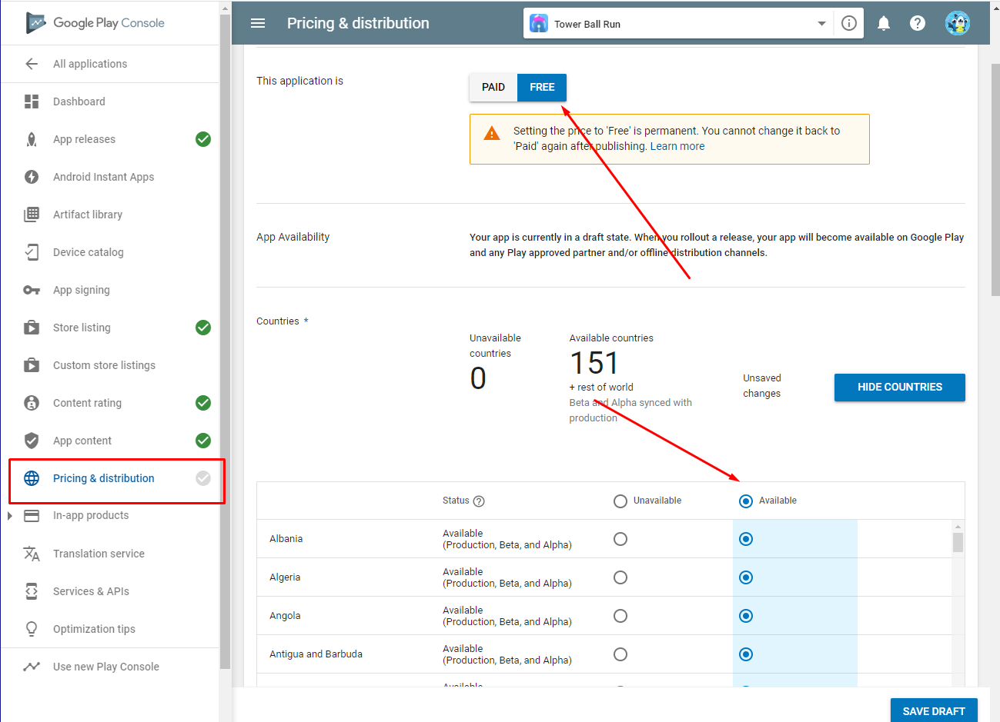 Google Play Console
All applications
Dashboard
App releases
Android Instant Apps
Artifact library
Device catalog
App signing
Store listing
Custom store listings
Content rating
App content
Pricing & distribution
In-app products
Translation service
Services & APIs
Optimization tips
Use new Play Console
Pricing & distribution
Tower Ball Run
This application is
PAID
FREE
Setting the price to 'Free' is permanent. You cannot change it back to
'Paid' again after publishing. Learn more
App Availability
Your app is currently in a draft state. When you rollout a release, your app will become available on Google Play
and any Play approved partner and/or offline distribution channels.
Countries *
Unavailable
countries
0
Available countries
151
+ rest of world
Beta and Alpha synced with
production
Unsaved
changes
HIDE COUNTRIES
Status
Unavailable
Available
Albania
Available
(Production, Beta, and Alpha)
Algeria
Available
(Production, Beta, and Alpha)
Angola
Available
(Production, Beta, and Alpha)
Antigua and Barbuda
Available
(Production, Beta, and Alpha)
Available
SAVE DRAFT